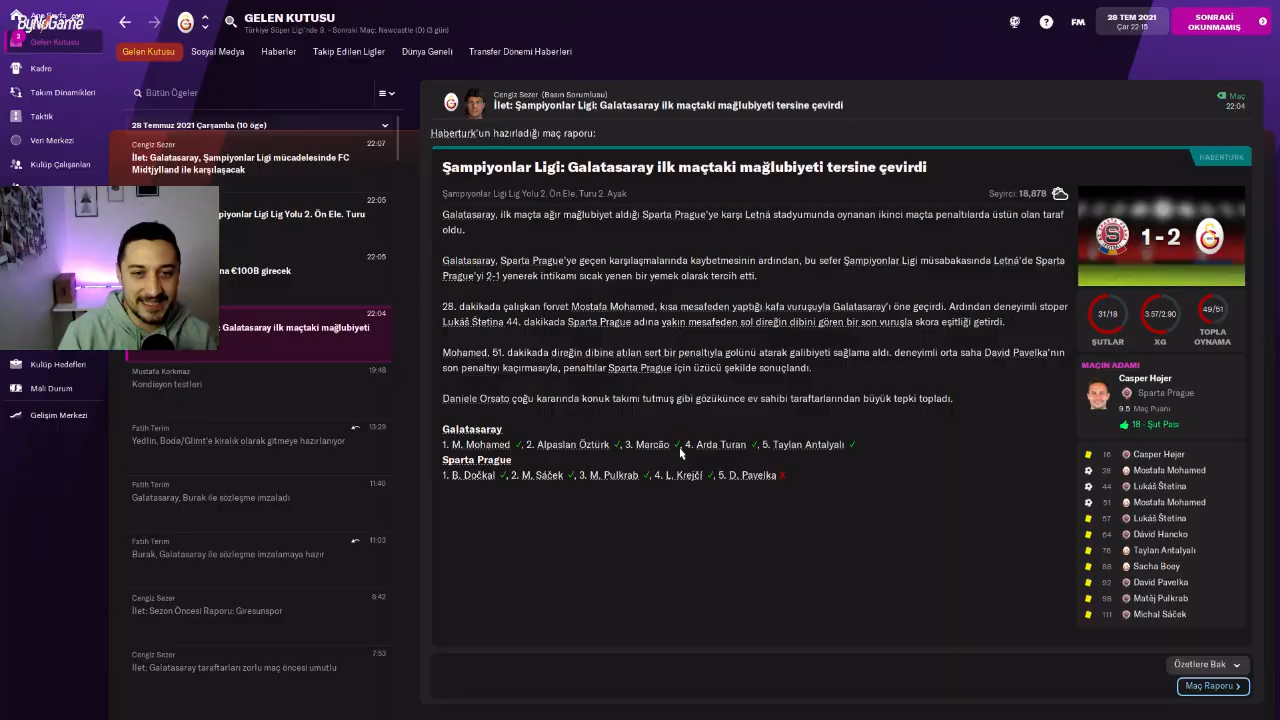 Ana Sayfa
ByNoGame.com
3
Gelen Kutusu
Kadro
Takım Dinamikleri
Taktik
Veri Merkezi
Kulüp Çalışanları
Kulüp Hedefleri
Mali Durum
Gelişim Merkezi
GELEN KUTUSU
Türkiye Süper Ligi'nde 9. - Sonraki Maç: Newcastle (D) (3 gün)
FM
28 TEM 2021
Çar 22:15
SONRAKİ
OKUNMAMIŞ
Gelen Kutusu
Sosyal Medya
Haberler
Takip Edilen Ligler
Dünya Geneli
Transfer Dönemi Haberleri
Bütün Ögeler
28 Temmuz 2021 Çarşamba (10 öge)
Cengiz Sezer 22:07
İlet: Galatasaray, Şampiyonlar Ligi mücadelesinde FC
Midtjylland ile karşılaşacak
22:05
piyonlar Ligi Lig Yolu 2. Ön Ele. Turu
22:05
na €100B girecek
22:04
: Galatasaray ilk maçtaki mağlubiyeti
Mustafa Korkmaz 19:48
Kondisyon testleri
Fatih Terim 13:29
Yedlin, Bodø/Glimt'e kiralık olarak gitmeye hazırlanıyor
Fatih Terim 11:40
Galatasaray, Burak ile sözleşme imzaladı
Fatih Terim 11:03
Burak, Galatasaray ile sözleşme imzalamaya hazır
Cengiz Sezer 8:42
İlet: Sezon Öncesi Raporu: Giresunspor
Cengiz Sezer 7:53
İlet: Galatasaray taraftarları zorlu maç öncesi umutlu
Cengiz Sezer (Basın Sorumlusu)
İlet: Şampiyonlar Ligi: Galatasaray ilk maçtaki mağlubiyeti tersine çevirdi
Maç
22:04
Haberturk'un hazırladığı maç raporu:
HABERTURK
Şampiyonlar Ligi: Galatasaray ilk maçtaki mağlubiyeti tersine çevirdi
Şampiyonlar Ligi Lig Yolu 2. Ön Ele. Turu 2. Ayak
Seyirci: 18,878
Galatasaray, ilk maçta ağır mağlubiyet aldığı Sparta Prague'ye karşı Letná stadyumunda oynanan ikinci maçta penaltılarda üstün olan taraf
oldu.
Galatasaray, Sparta Prague'ye geçen karşılaşmalarında kaybetmesinin ardından, bu sefer Şampiyonlar Ligi müsabakasında Letná'de Sparta
Prague'yi 2-1 yenerek intikamı sıcak yenen bir yemek olarak tercih etti.
28. dakikada çalışkan forvet Mostafa Mohamed, kısa mesafeden yaptığı kafa vuruşuyla Galatasaray'ı öne geçirdi. Ardından deneyimli stoper
Lukáš Štetina 44. dakikada Sparta Prague adına yakın mesafeden sol direğin dibini gören bir son vuruşla skora eşitliği getirdi.
Mohamed, 51. dakikada direğin dibine atılan sert bir penaltıyla golünü atarak galibiyeti sağlama aldı. deneyimli orta saha David Pavelka'nın
son penaltıyı kaçırmasıyla, penaltılar Sparta Prague için üzücü şekilde sonuçlandı.
Daniele Orsato çoğu kararında konuk takımı tutmuş gibi gözükünce ev sahibi taraftarlarından büyük tepki topladı.
Galatasaray
1. M. Mohamed ✓, 2. Alpaslan Öztürk ✓, 3. Marcão ✓, 4. Arda Turan ✓, 5. Taylan Antalyalı ✓
Sparta Prague
1. B. Dočkal ✓, 2. M. Sáček ✓, 3. M. Pulkrab ✓, 4. L. Krejčí ✓, 5. D. Pavelka x
1-2
31/18
ŞUTLAR
3.57/2.90
XG
49/51
TOPLA
OYNAMA
MAÇIN ADAMI
Casper Højer
Sparta Prague
9.5 Maç Puanı
18 - Şut Pası
16 Casper Højer
28 Mostafa Mohamed
44 Lukáš Štetina
51 Mostafa Mohamed
57 Lukáš Štetina
64 Dávid Hancko
76 Taylan Antalyalı
88 Sacha Boey
92 David Pavelka
98 Matěj Pulkrab
111 Michal Sáček
Özetlere Bak
Maç Raporu